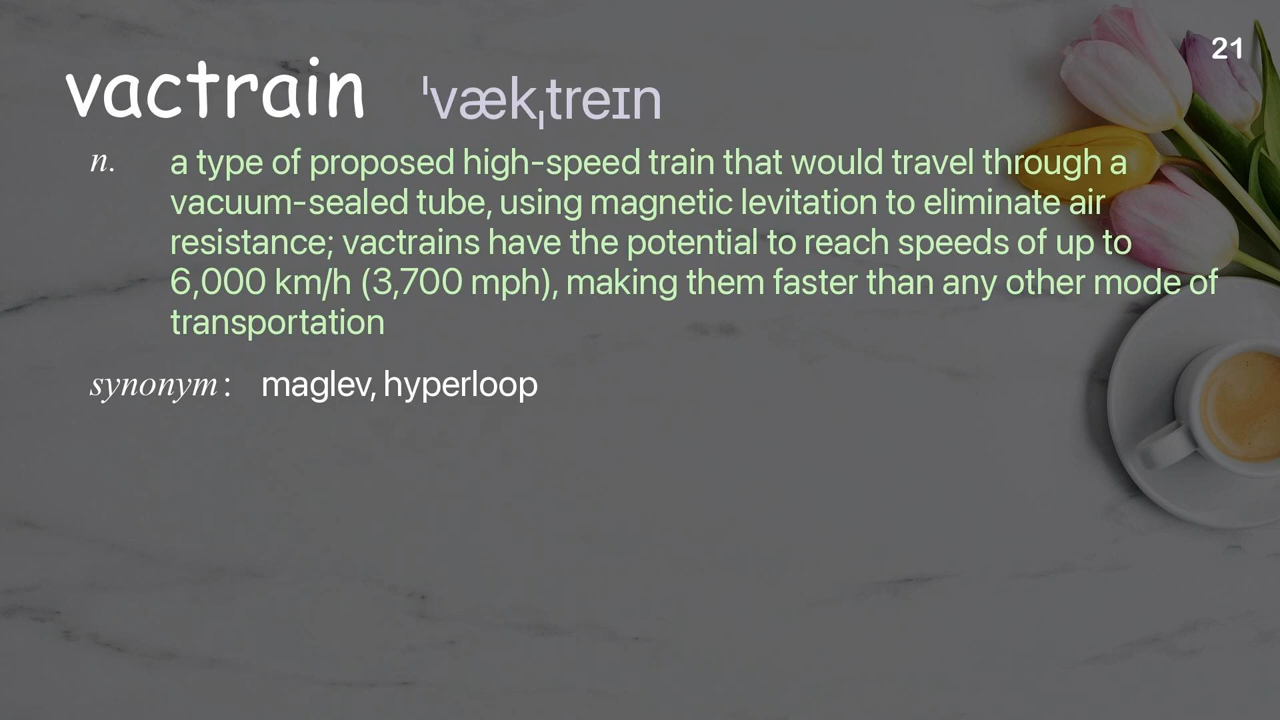 21
vactrain ˈvækˌtreɪn
n. a type of proposed high-speed train that would travel through a
vacuum-sealed tube, using magnetic levitation to eliminate air
resistance; vactrains have the potential to reach speeds of up to
6,000 km/h (3,700 mph), making them faster than any other mode of
transportation
synonym : maglev, hyperloop